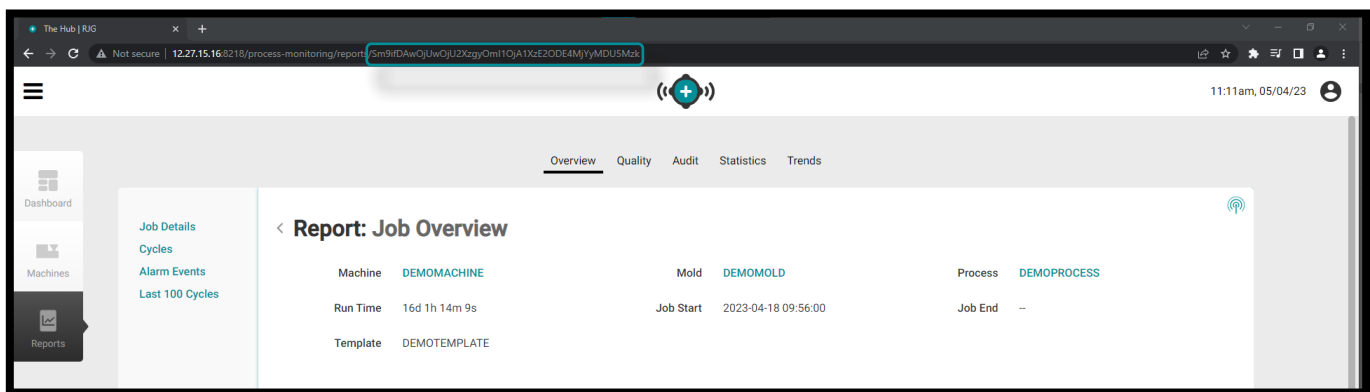 The Hub | RJG
Not secure | 12.27.15.16:8218/process-monitoring/reports/Sm9ifDAwOjUwOjU2XzgyOmI1OjA1XzE2ODE4MjYyMDU5Mzk
11:11am, 05/04/23
Overview Quality Audit Statistics Trends
Dashboard
Machines
Reports
Job Details
Cycles
Alarm Events
Last 100 Cycles
< Report: Job Overview
Machine DEMOMACHINE Mold DEMOMOLD Process DEMOPROCESS
Run Time 16d 1h 14m 9s Job Start 2023-04-18 09:56:00 Job End --
Template DEMOTEMPLATE